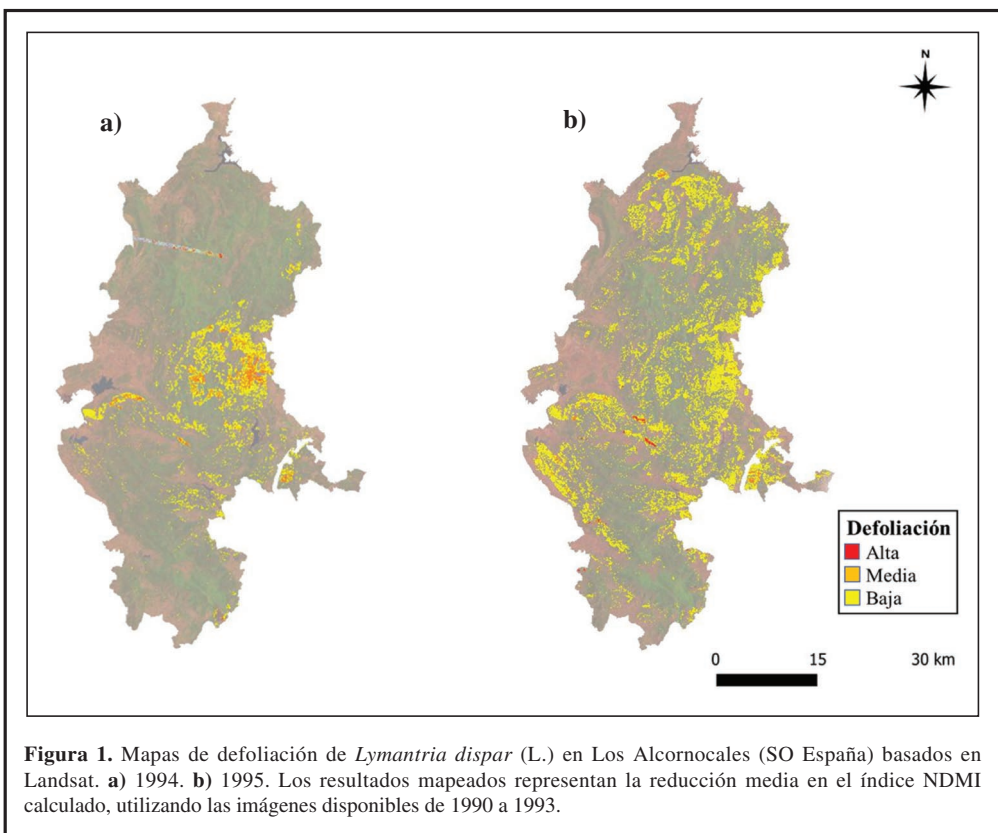 N
a)
b)
Defoliación
Alta
Media
Baja
0 15 30 km
Figura 1. Mapas de defoliación de Lymantria dispar (L.) en Los Alcornocales (SO España) basados en
Landsat. a) 1994. b) 1995. Los resultados mapeados representan la reducción media en el índice NDMI
calculado, utilizando las imágenes disponibles de 1990 a 1993.